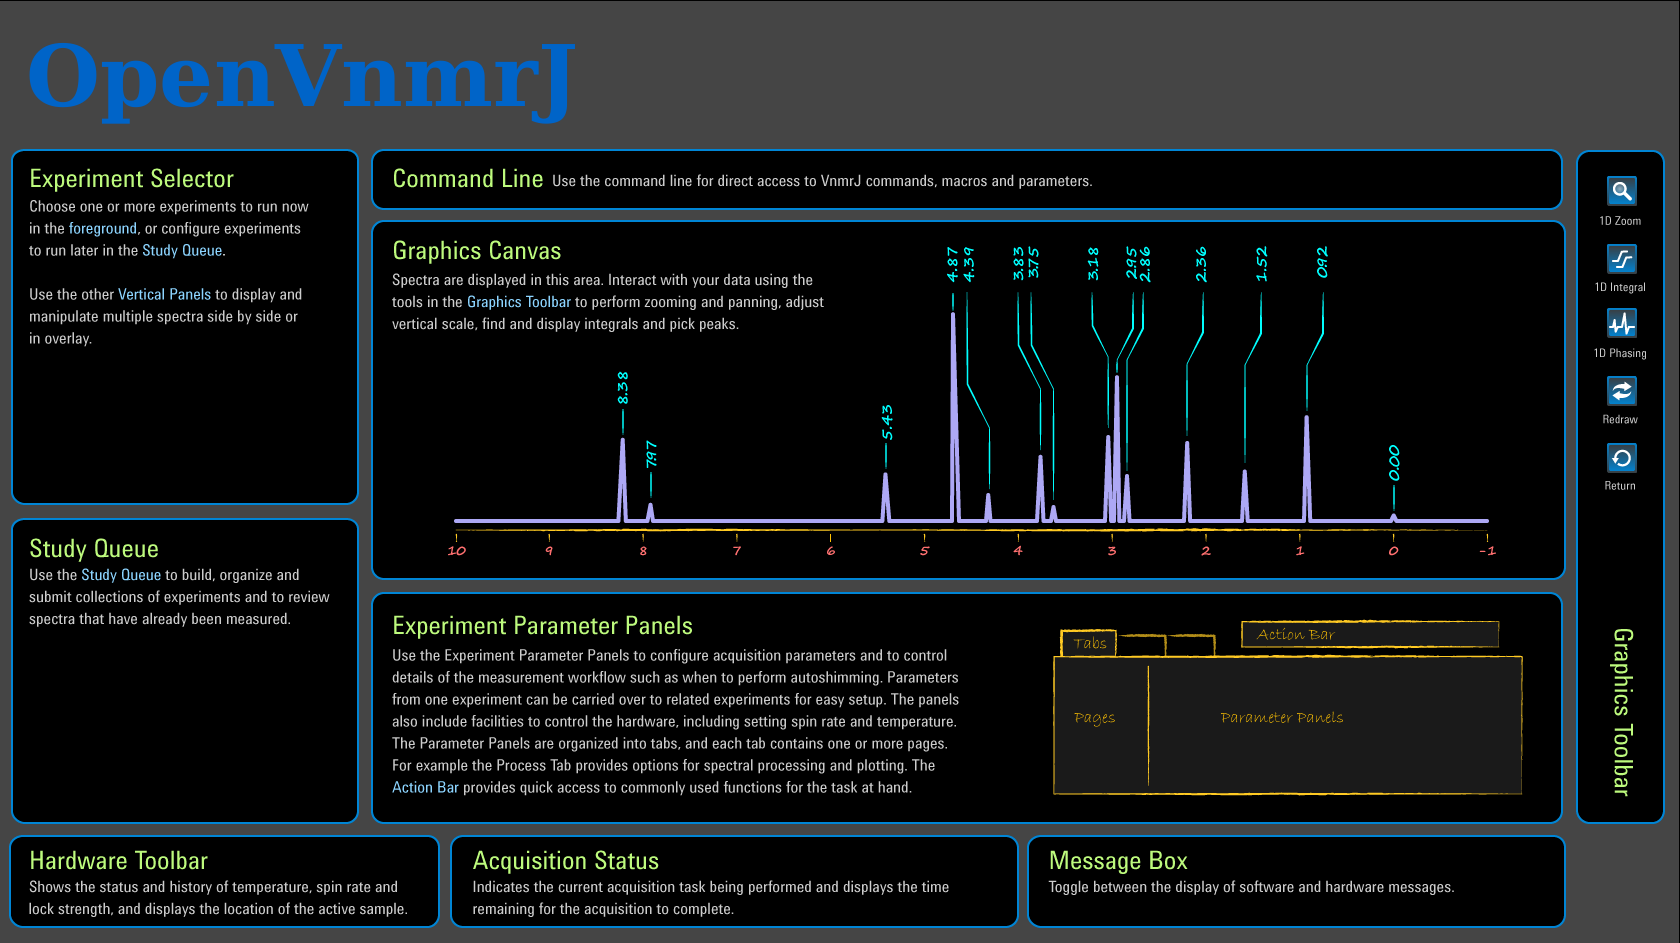 OpenVnmrJ
Experiment Selector
Choose one or more experiments to run now
in the foreground, or configure experiments
to run later in the Study Queue.
Use the other Vertical Panels to display and
manipulate multiple spectra side by side or
in overlay.
Study Queue
Use the Study Queue to build, organize and
submit collections of experiments and to review
spectra that have already been measured.
Command Line Use the command line for direct access to VnmrJ commands, macros and parameters.
Graphics Canvas
Spectra are displayed in this area. Interact with your data using the
tools in the Graphics Toolbar to perform zooming and panning, adjust
vertical scale, find and display integrals and pick peaks.
8.38
7.97
5.43
4.87
4.39
3.83
3.75
3.18
2.95
2.86
2.36
1.52
0.92
0.00
10 9 8 7 6 5 4 3 2 1 0 -1
Experiment Parameter Panels
Use the Experiment Parameter Panels to configure acquisition parameters and to control
details of the measurement workflow such as when to perform autoshimming. Parameters
from one experiment can be carried over to related experiments for easy setup. The panels
also include facilities to control the hardware, including setting spin rate and temperature.
The Parameter Panels are organized into tabs, and each tab contains one or more pages.
For example the Process Tab provides options for spectral processing and plotting. The
Action Bar provides quick access to commonly used functions for the task at hand.
Tabs
Action Bar
Pages
Parameter Panels
1D Zoom
1D Integral
1D Phasing
Redraw
Return
Graphics Toolbar
Hardware Toolbar
Shows the status and history of temperature, spin rate and
lock strength, and displays the location of the active sample.
Acquisition Status
Indicates the current acquisition task being performed and displays the time
remaining for the acquisition to complete.
Message Box
Toggle between the display of software and hardware messages.